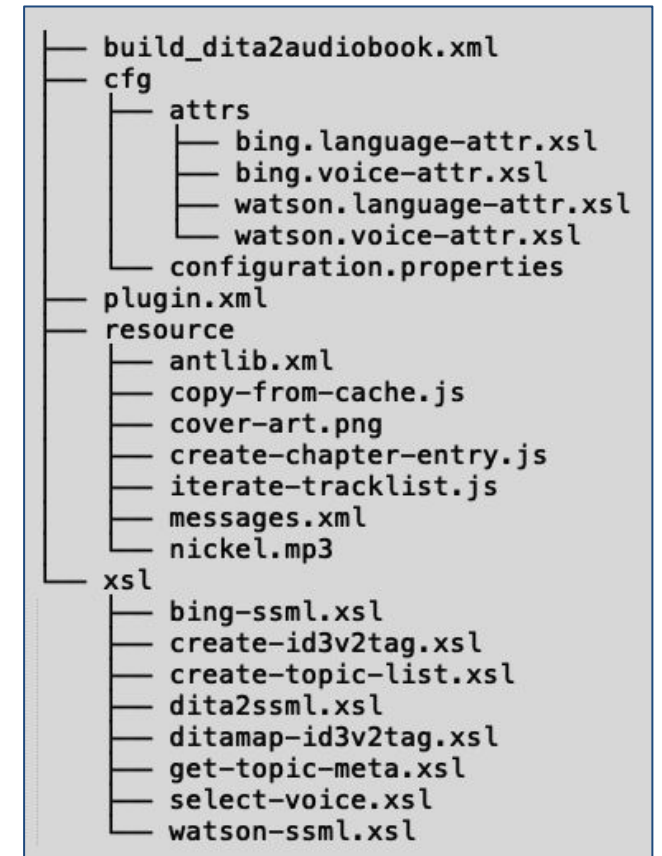 build_dita2audiobook.xml
cfg
attrs
bing.language-attr.xsl
bing.voice-attr.xsl
watson.language-attr.xsl
watson.voice-attr.xsl
configuration.properties
plugin.xml
resource
antlib.xml
copy-from-cache.js
cover-art.png
create-chapter-entry.js
iterate-tracklist.js
messages.xml
nickel.mp3
xsl
bing-ssml.xsl
create-id3v2tag.xsl
create-topic-list.xsl
dita2ssml.xsl
ditamap-id3v2tag.xsl
get-topic-meta.xsl
select-voice.xsl
watson-ssml.xsl